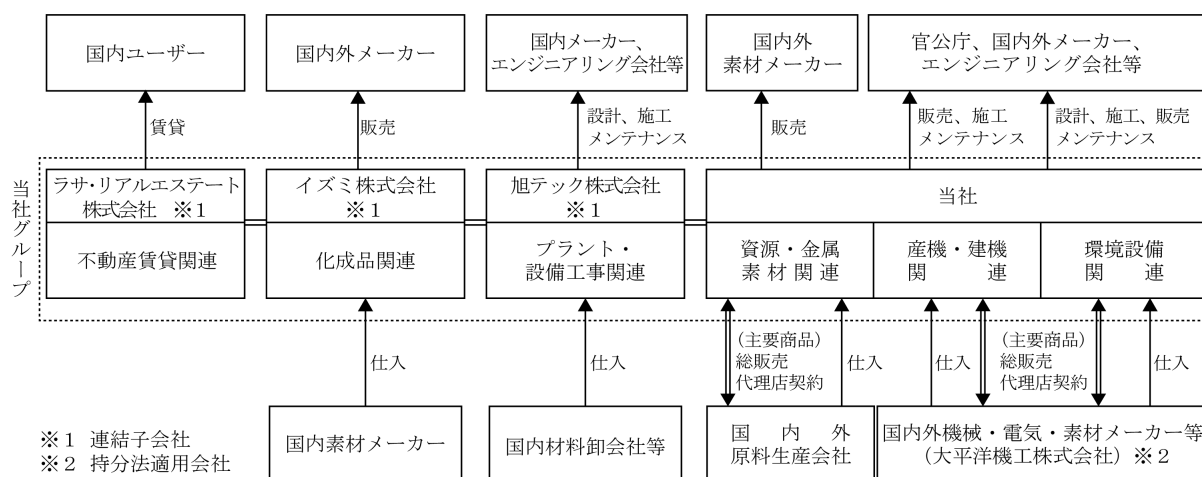 国内ユーザー
国内外メーカー
国内メーカー、
エンジニアリング会社等
国内外
素材メーカー
官公庁、国内外メーカー、
エンジニアリング会社等
賃貸
販売
設計、施工
メンテナンス
販売
販売、施工
メンテナンス
設計、施工、販売
メンテナンス
当社グループ
ラサ・リアルエステート
株式会社 ※1
イズミ株式会社
※1
旭テック株式会社
※1
当社
不動産賃貸関連
化成品関連
プラント・
設備工事関連
資源・金属
素材関連
産機・建機
関連
環境設備
関連
仕入
仕入
(主要商品)
総販売
代理店契約
仕入
仕入
(主要商品)
総販売
代理店契約
仕入
国内素材メーカー
国内材料卸会社等
国内外
原料生産会社
国内外機械・電気・素材メーカー等
(大平洋機工株式会社)※2
※1 連結子会社
※2 持分法適用会社